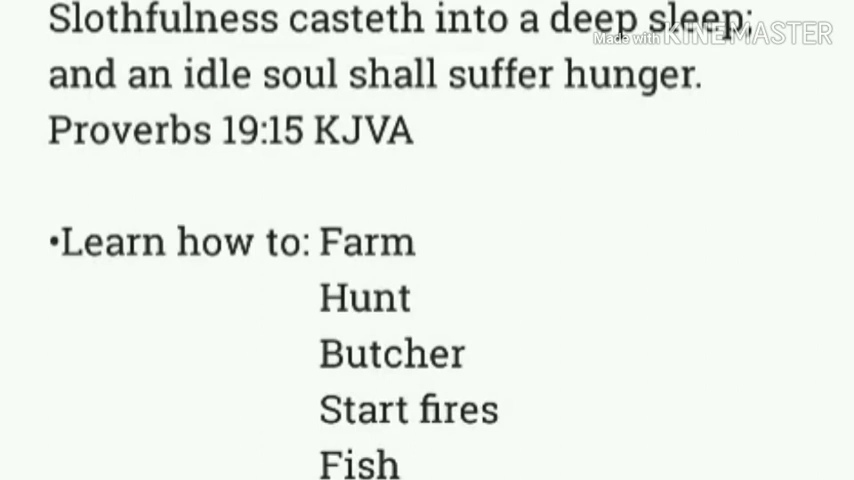 Slothfulness casteth into a deep sleep;
Made with KINEMASTER
and an idle soul shall suffer hunger.
Proverbs 19:15 KJVA
•Learn how to: Farm
Hunt
Butcher
Start fires
Fish